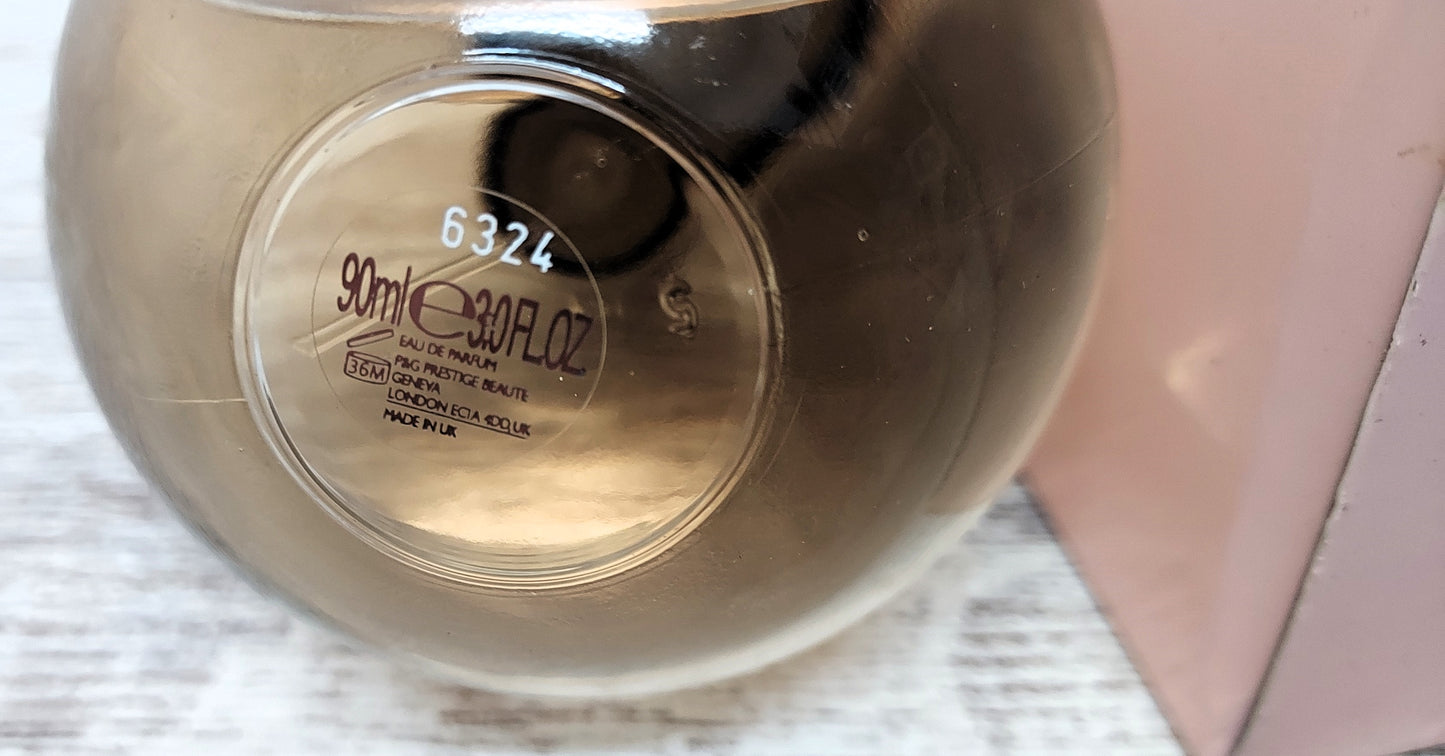 6324
90ml e 3.0 FL.OZ
EAU DE PARFUM
36M
P&G PRESTIGE BEAUTE
GENEVA
LONDON EC1A 4DD, UK
MADE IN UK